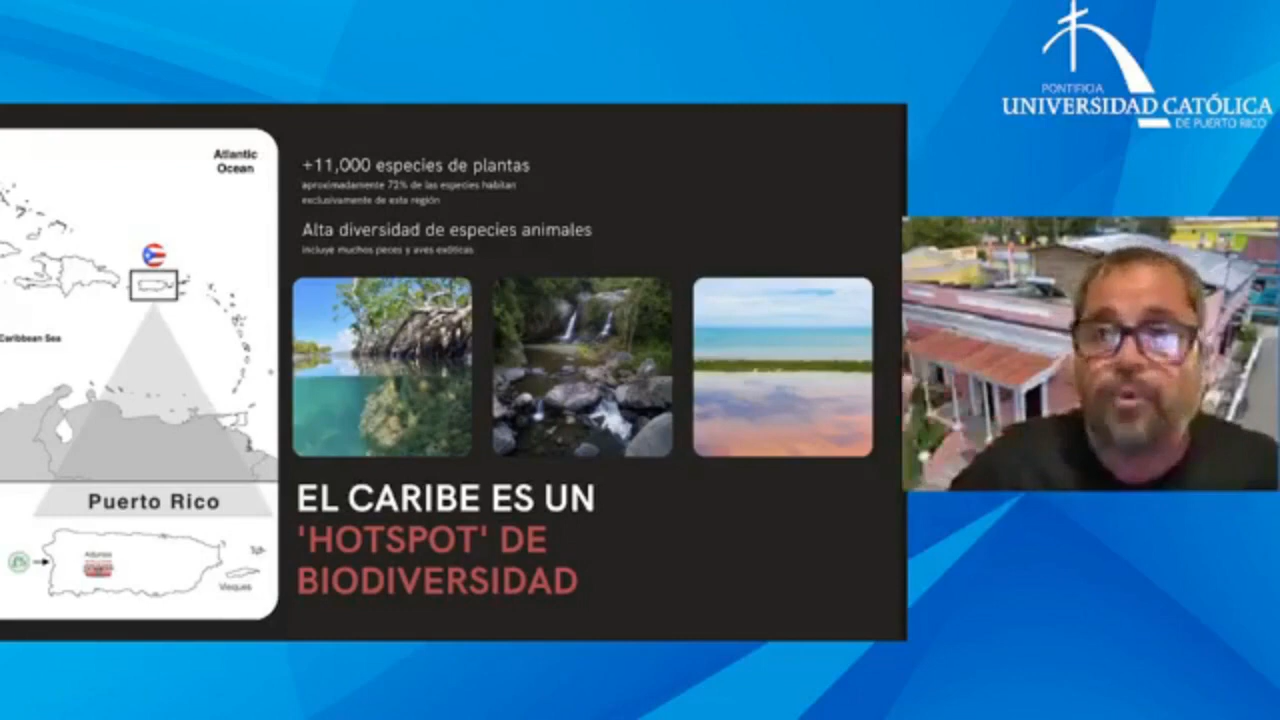 PONTIFICIA
UNIVERSIDAD CATÓLICA
DE PUERTO RICO
Atlantic
Ocean
Caribbean Sea
Puerto Rico
Adjuntas
Vieques
+11,000 especies de plantas
aproximadamente 72% de las especies habitan
exclusivamente de esta región
Alta diversidad de especies animales
incluye muchos peces y aves exóticas
EL CARIBE ES UN
'HOTSPOT' DE
BIODIVERSIDAD